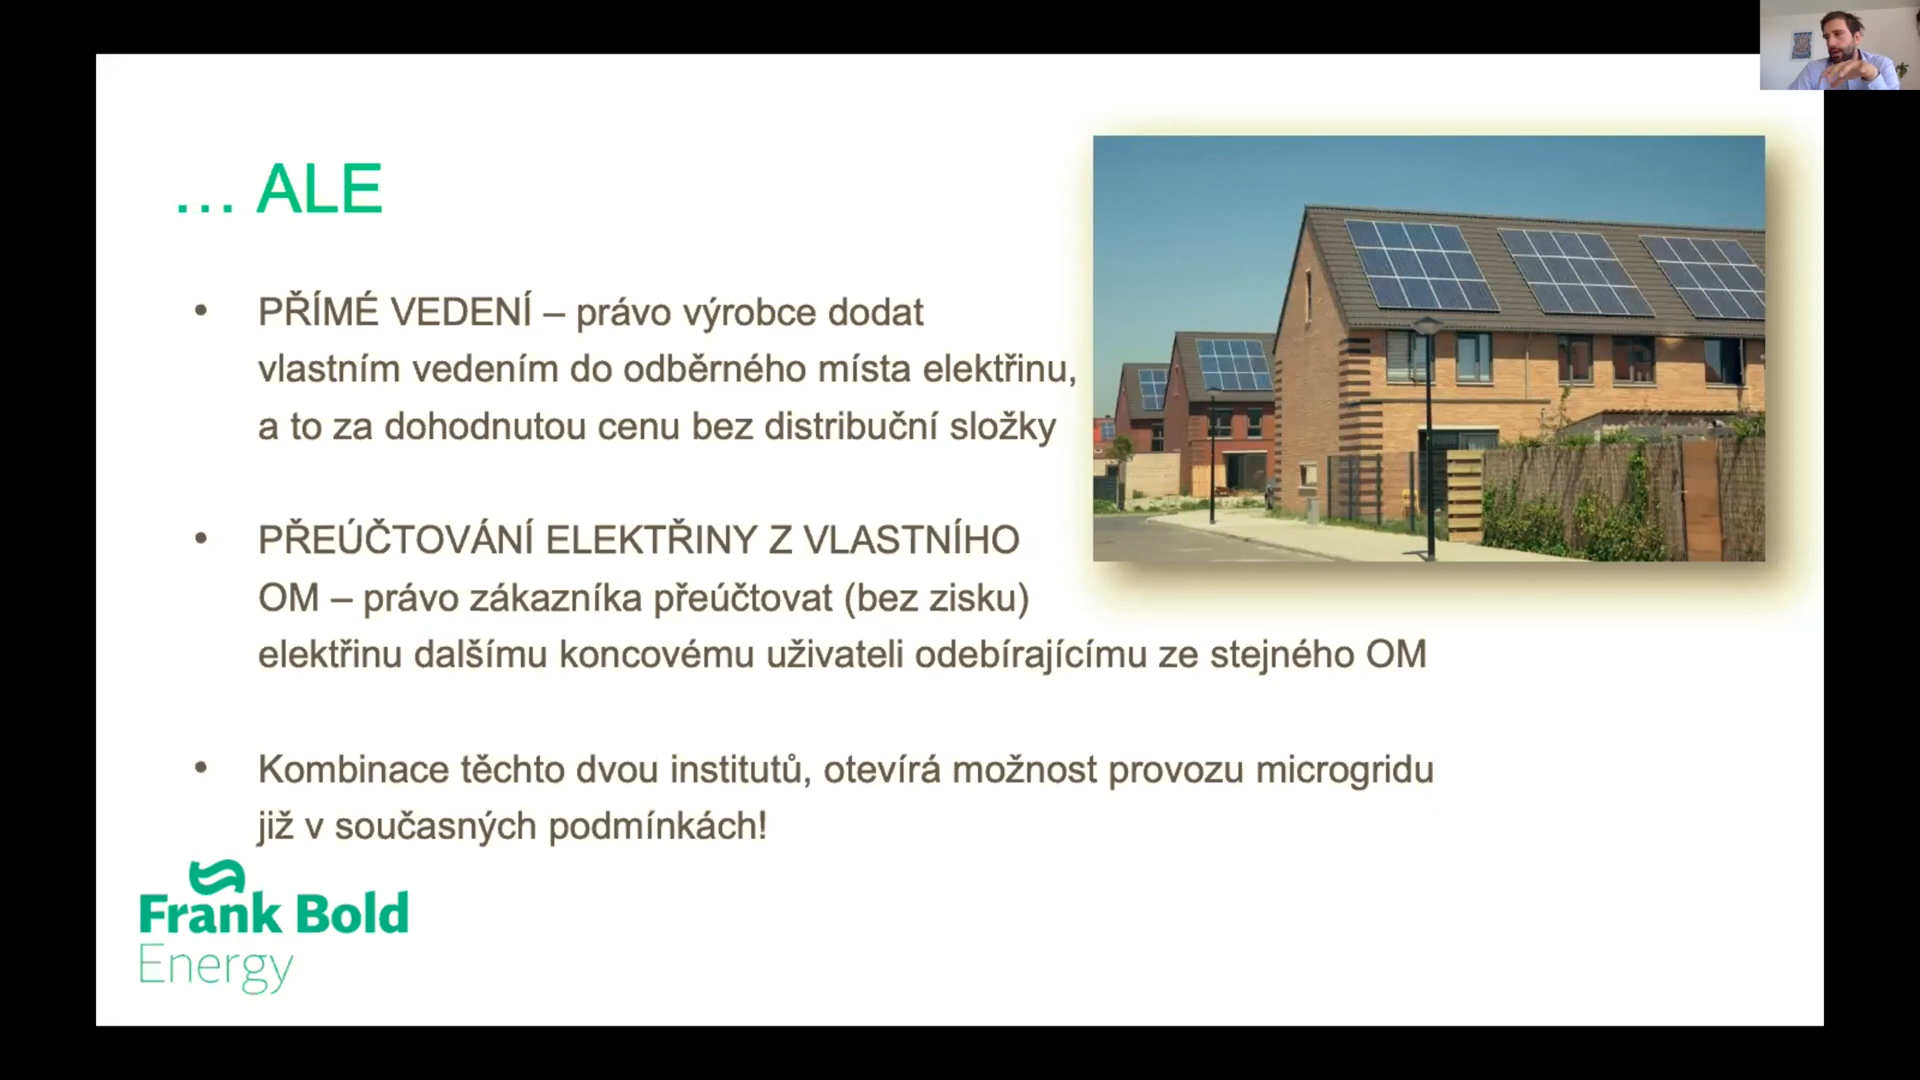 … ALE
• PŘÍMÉ VEDENÍ – právo výrobce dodat
vlastním vedením do odběrného místa elektřinu,
a to za dohodnutou cenu bez distribuční složky
• PŘEÚČTOVÁNÍ ELEKTŘINY Z VLASTNÍHO
OM – právo zákazníka přeúčtovat (bez zisku)
elektřinu dalšímu koncovému uživateli odebírajícímu ze stejného OM
• Kombinace těchto dvou institutů, otevírá možnost provozu microgridu
již v současných podmínkách!
Frank Bold
Energy